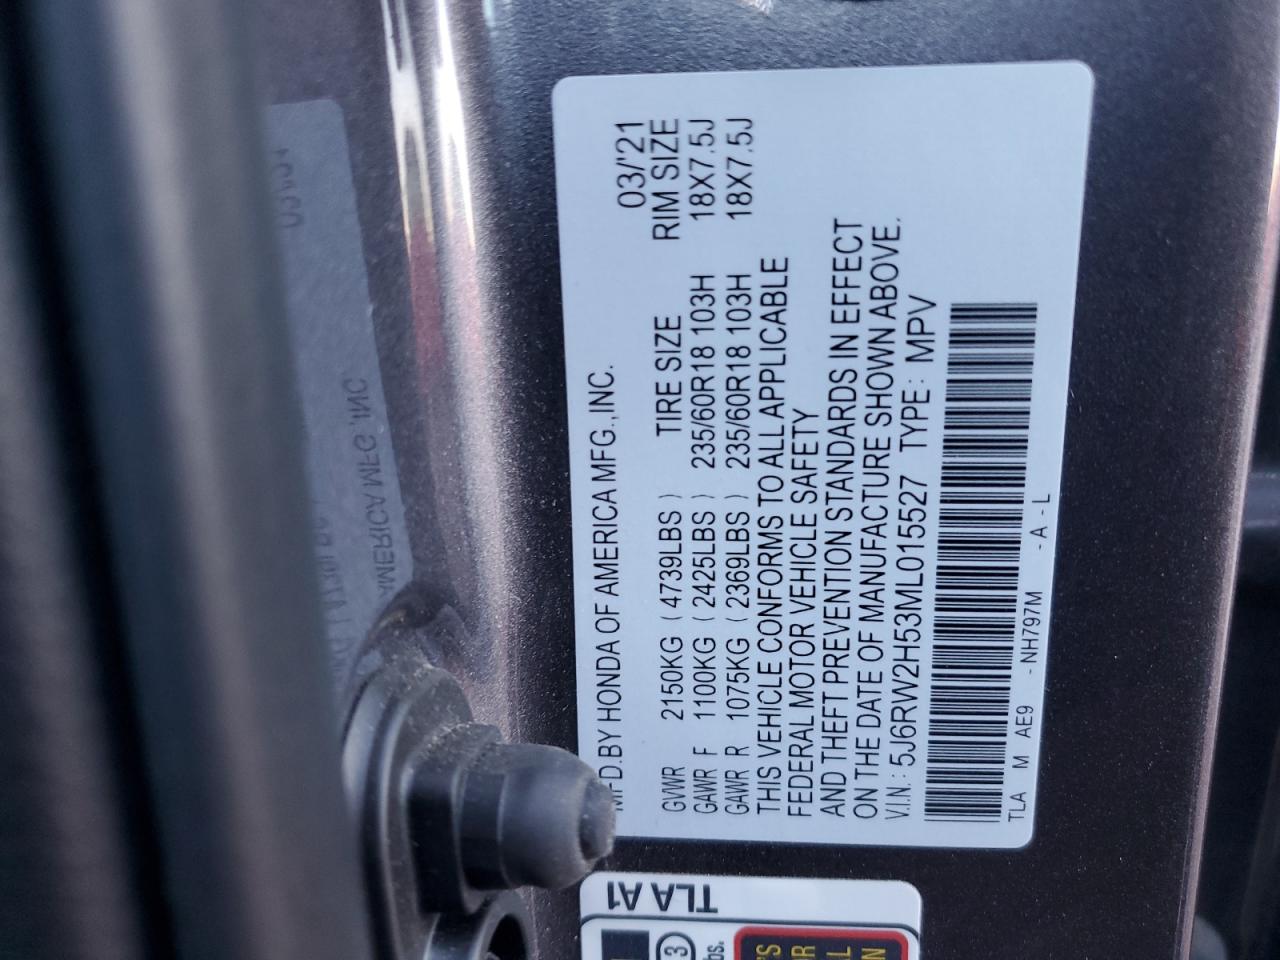 MFD.BY HONDA OF AMERICA MFG.,INC. 03/'21
TIRE SIZE RIM SIZE
GVWR 2150KG (4739LBS)
GAWR F 1100KG (2425LBS) 235/60R18 103H 18X7.5J
GAWR R 1075KG (2369LBS) 235/60R18 103H 18X7.5J
THIS VEHICLE CONFORMS TO ALL APPLICABLE
FEDERAL MOTOR VEHICLE SAFETY
AND THEFT PREVENTION STANDARDS IN EFFECT
ON THE DATE OF MANUFACTURE SHOWN ABOVE.
V.I.N.: 5J6RW2H53ML015527 TYPE: MPV
TLA M AE9 -NH797M -A-L
TLA A1
3